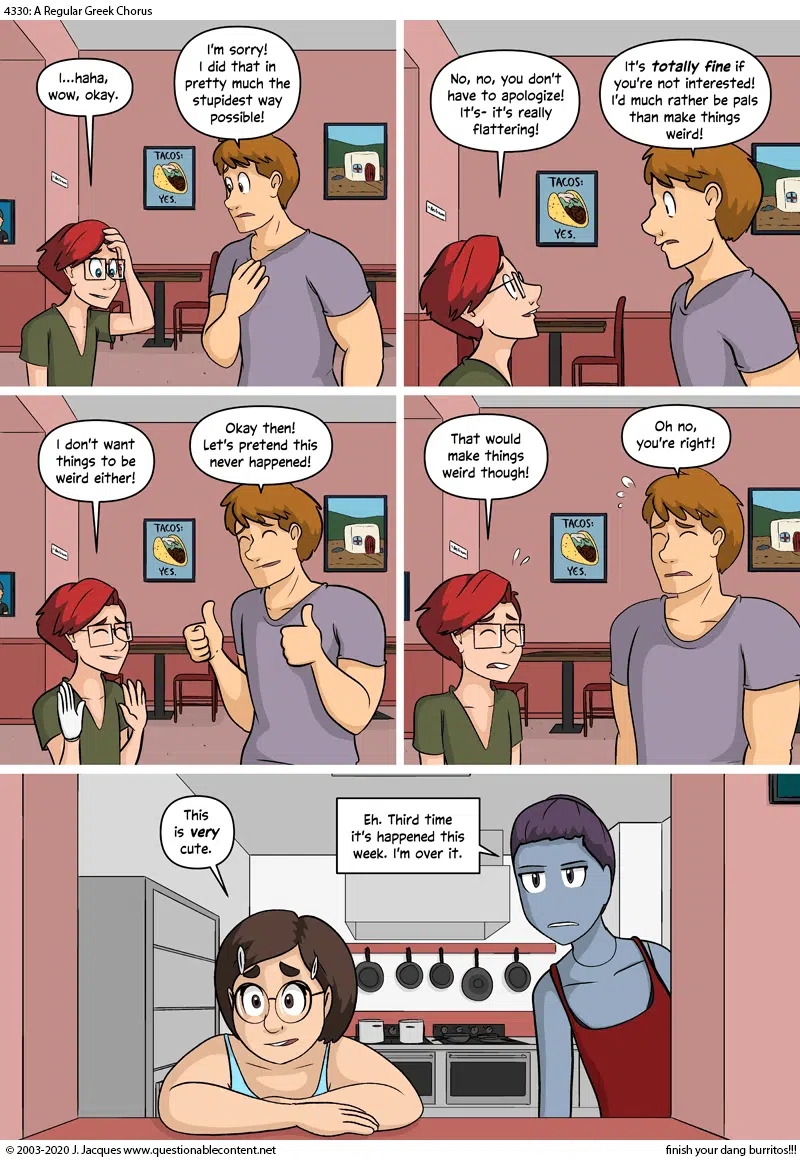 4330: A Regular Greek Chorus
I...haha,
wow, okay.
I'm sorry!
I did that in
pretty much the
stupidest way
possible!
TACOS:
YES.
No, no, you don't
have to apologize!
It's- it's really
flattering!
It's totally fine if
you're not interested!
I'd much rather be pals
than make things
weird!
TACOS:
YES.
I don't want
things to be
weird either!
Okay then!
Let's pretend this
never happened!
TACOS:
YES.
That would
make things
weird though!
Oh no,
you're right!
TACOS:
YES.
This
is very
cute.
Eh. Third time
it's happened this
week. I'm over it.
© 2003-2020 J. Jacques www.questionablecontent.net
finish your dang burritos!!!